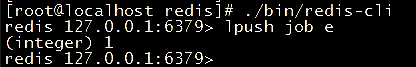 [root@localhost redis]# ./bin/redis-cli
redis 127.0.0.1:6379> lpush job e
(integer) 1
redis 127.0.0.1:6379>